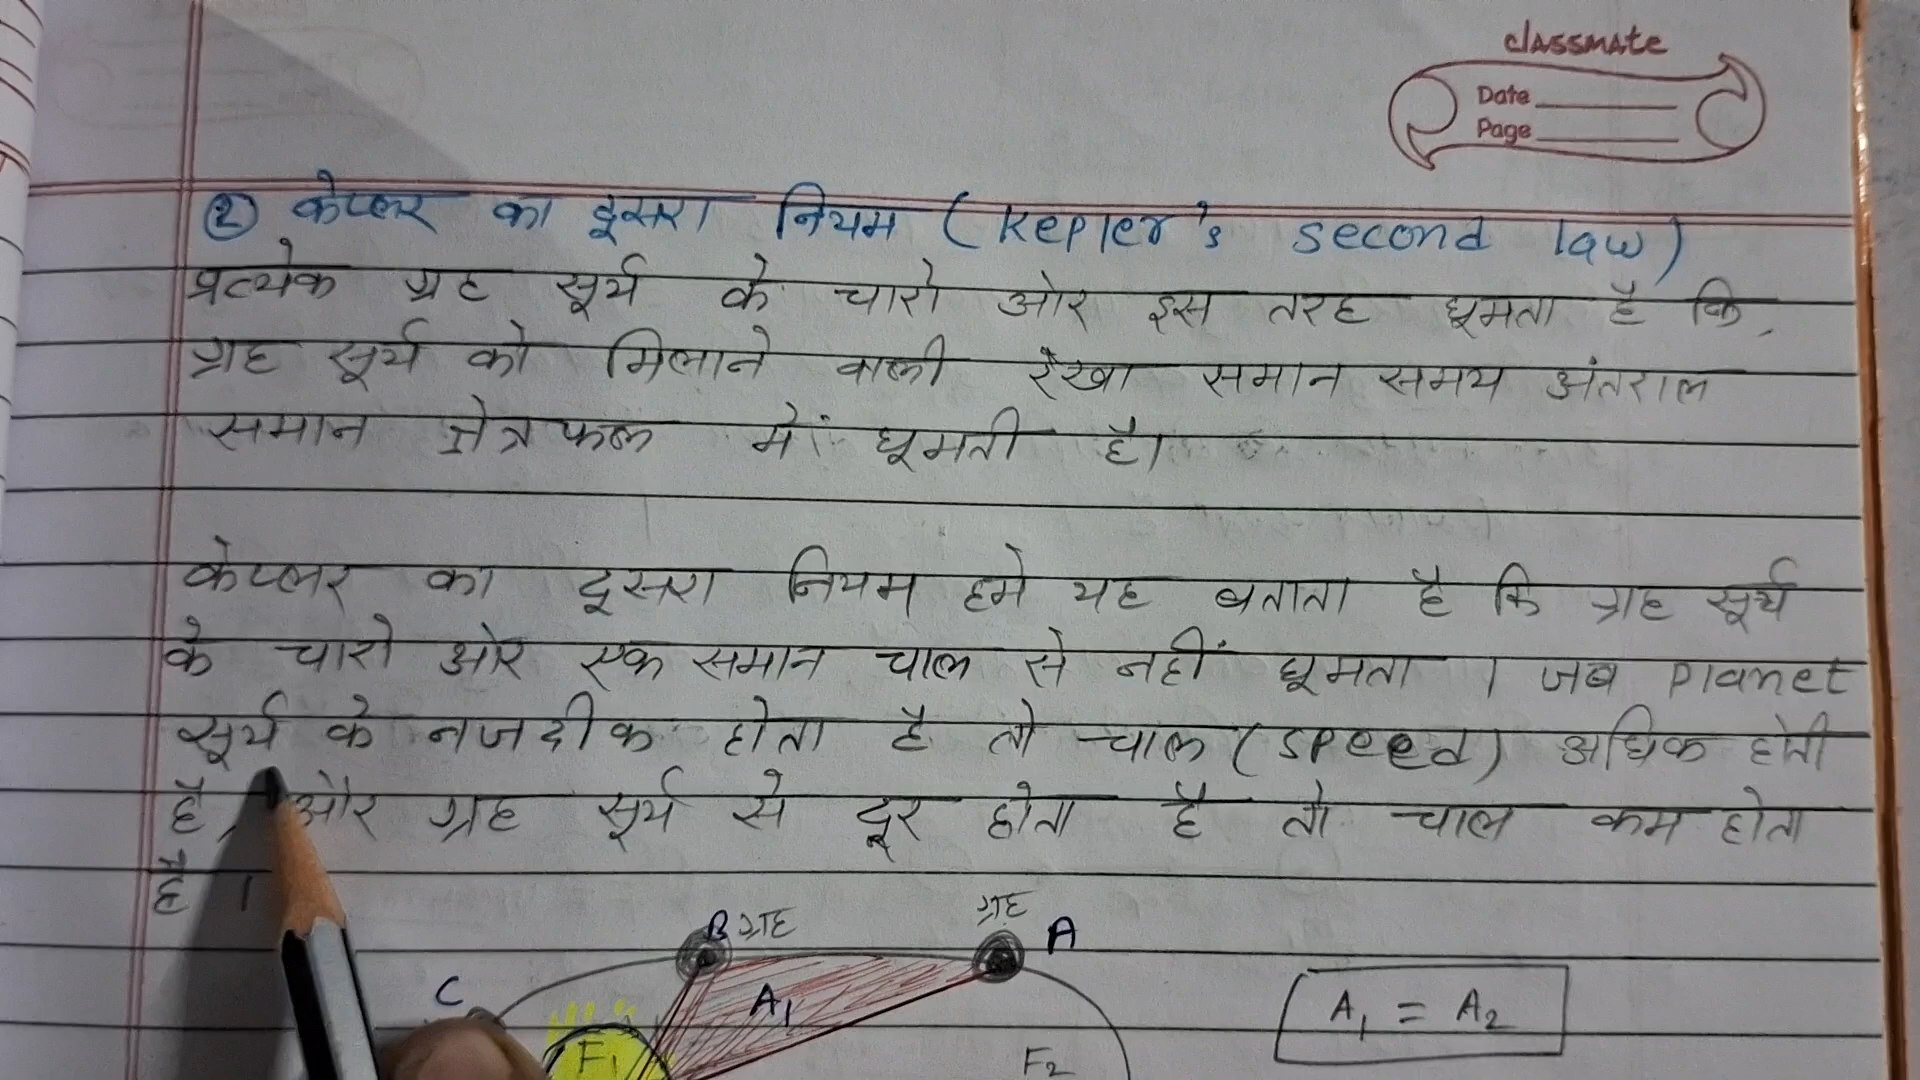 classmate
Date
Page
② केप्लर का दूसरा नियम (Kepler's second law)
प्रत्येक ग्रह सूर्य के चारो ओर इस तरह घूमता है कि,
ग्रह सूर्य को मिलाने वाली रेखा समान समय अंतराल
समान क्षेत्रफल में घूमती है।
केप्लर का दूसरा नियम हमे यह बताता है कि ग्रह सूर्य
के चारो ओर एक समान चाल से नहीं घूमता । जब Planet
सूर्य के नजदीक होता है तो चाल (speed) अधिक होती
है, और ग्रह सूर्य से दूर होता है तो चाल कम होता
है ।
B ग्रह
ग्रह A
C
A₁
A₁ = A₂
F₁
F₂